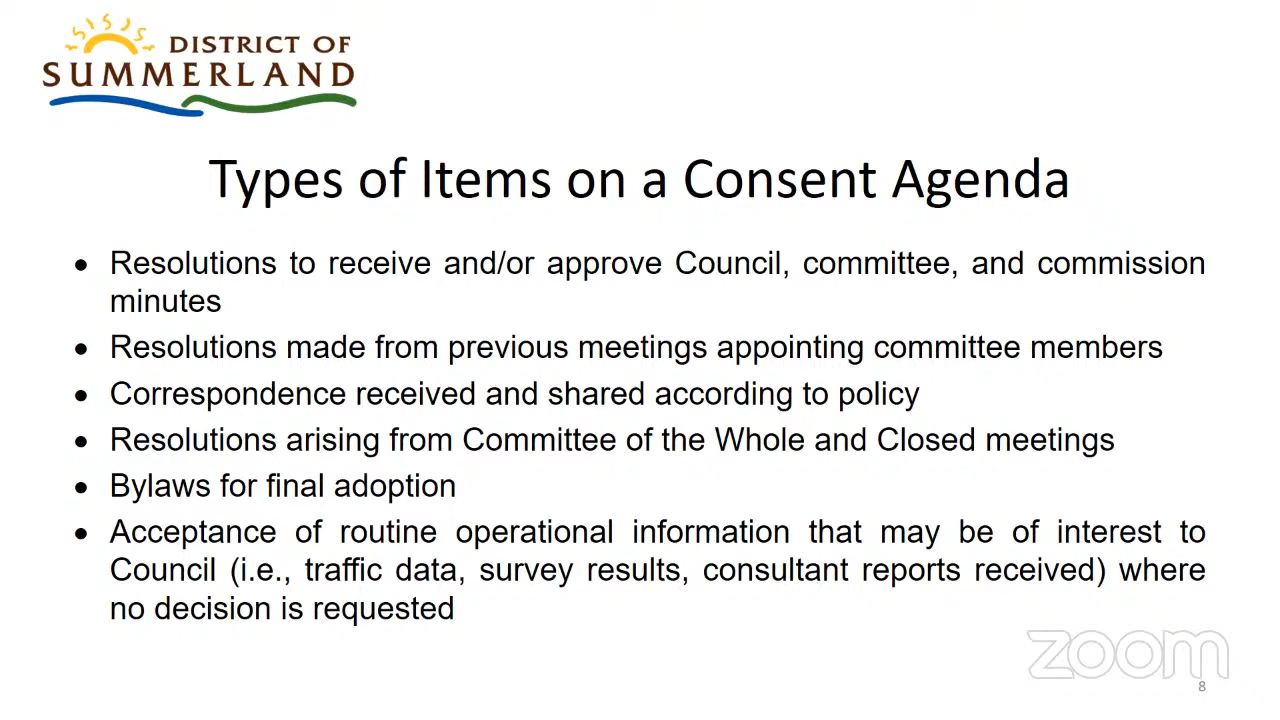 DISTRICT OF
SUMMERLAND
Types of Items on a Consent Agenda
• Resolutions to receive and/or approve Council, committee, and commission
minutes
• Resolutions made from previous meetings appointing committee members
• Correspondence received and shared according to policy
• Resolutions arising from Committee of the Whole and Closed meetings
• Bylaws for final adoption
• Acceptance of routine operational information that may be of interest to
Council (i.e., traffic data, survey results, consultant reports received) where
no decision is requested
zoom
8